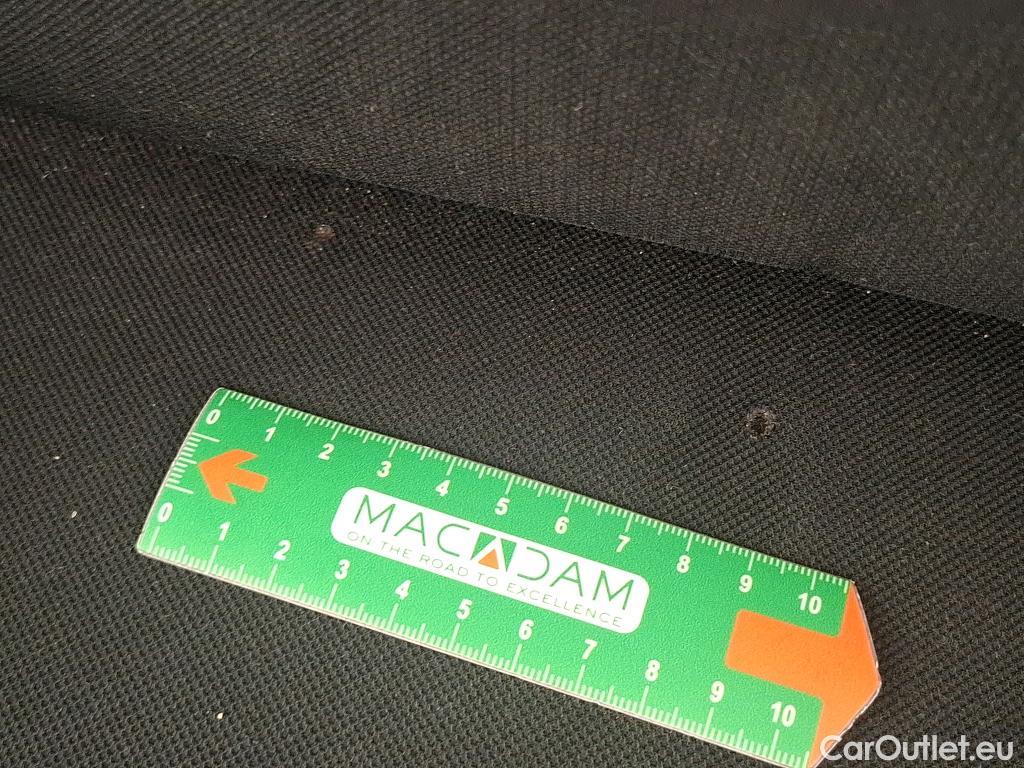 0 1 2 3 4 5 6 7 8 9 10
MACADAM
ON THE ROAD TO EXCELLENCE
0 1 2 3 4 5 6 7 8 9 10
CarOutlet.eu